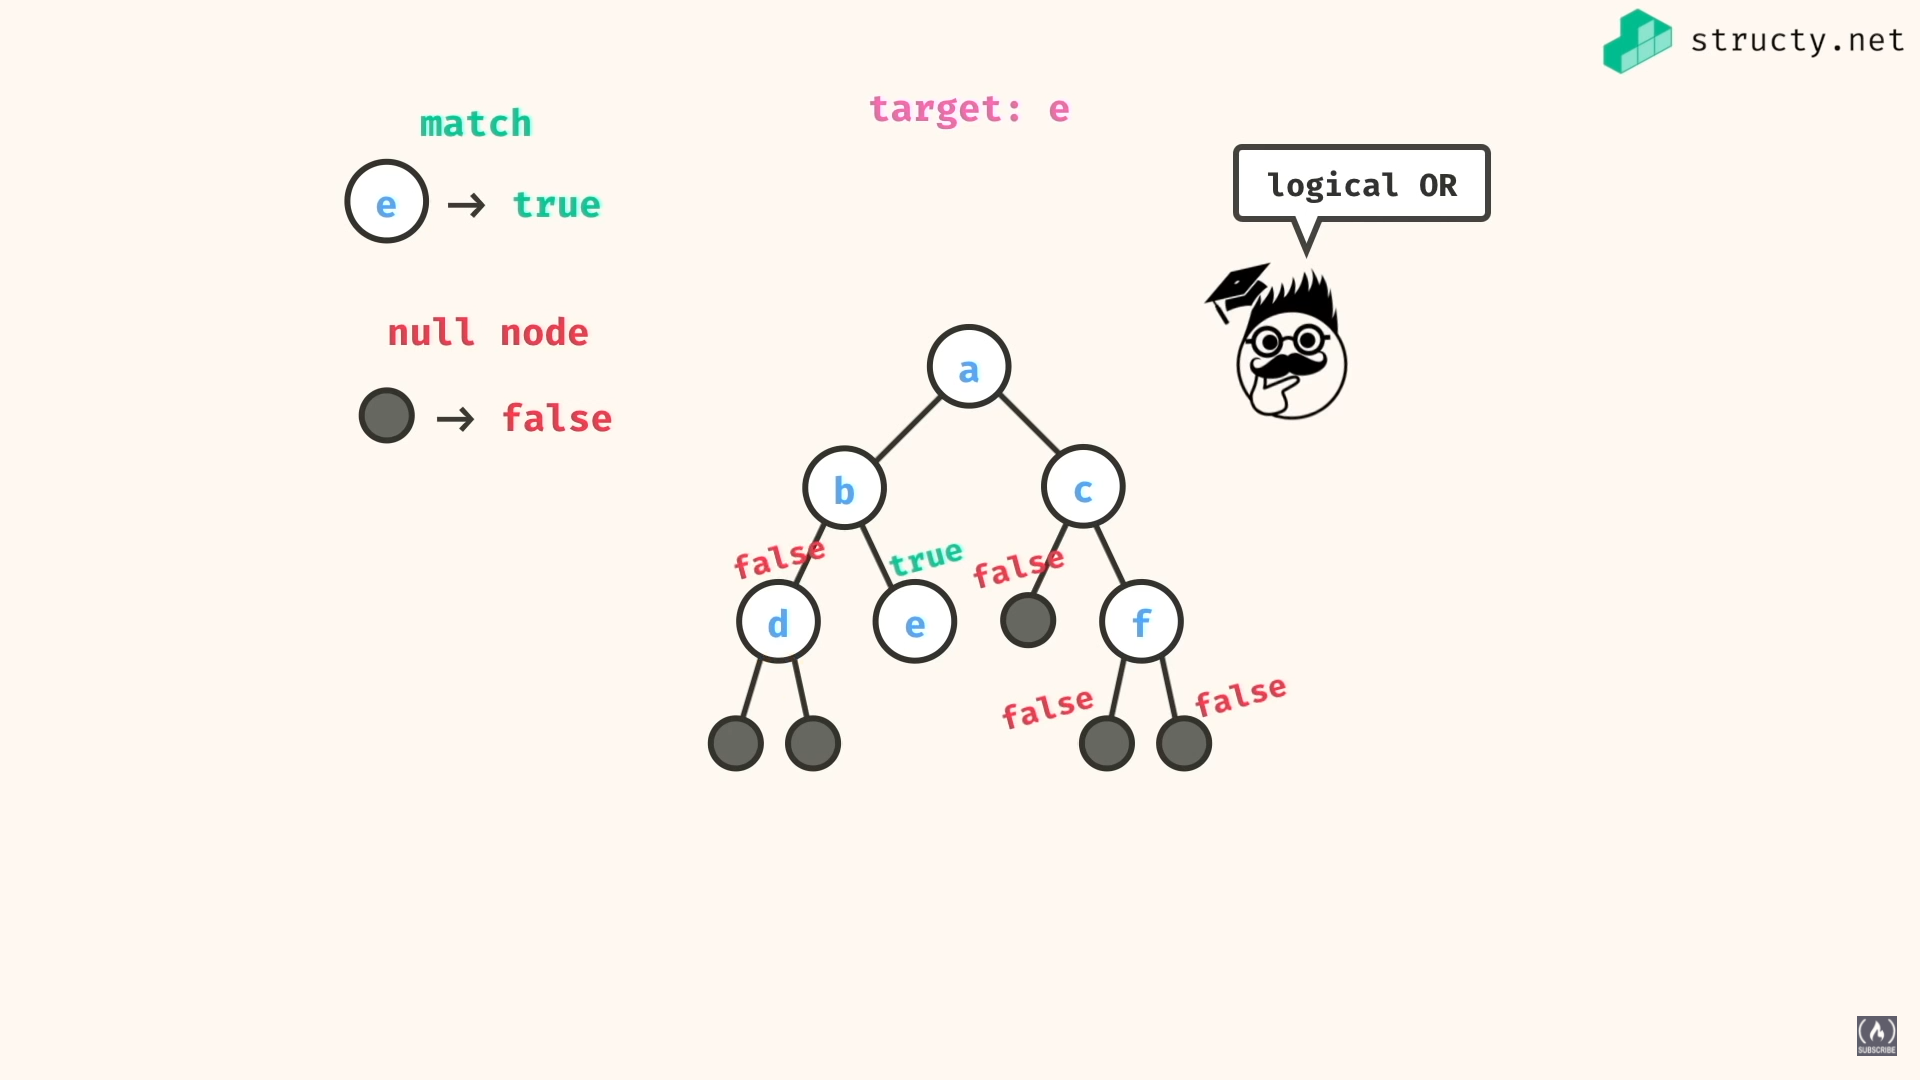 structy.net
target: e
match
e → true
logical OR
null node
→ false
a
b
c
false
true
false
d
e
f
false
false
SUBSCRIBE